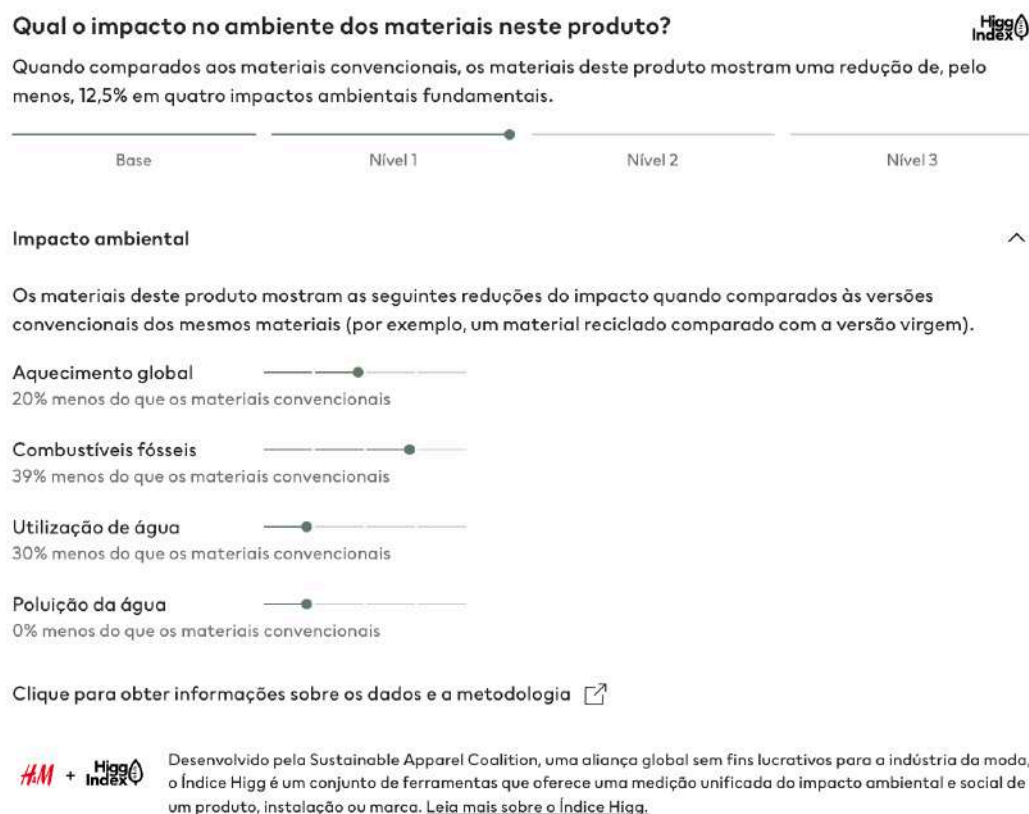 Qual o impacto no ambiente dos materiais neste produto?
Higg Index
Quando comparados aos materiais convencionais, os materiais deste produto mostram uma redução de, pelo
menos, 12,5% em quatro impactos ambientais fundamentais.
Base Nível 1 Nível 2 Nível 3
Impacto ambiental
Os materiais deste produto mostram as seguintes reduções do impacto quando comparados às versões
convencionais dos mesmos materiais (por exemplo, um material reciclado comparado com a versão virgem).
Aquecimento global
20% menos do que os materiais convencionais
Combustíveis fósseis
39% menos do que os materiais convencionais
Utilização de água
30% menos do que os materiais convencionais
Poluição da água
0% menos do que os materiais convencionais
Clique para obter informações sobre os dados e a metodologia
H&M + Higg Index
Desenvolvido pela Sustainable Apparel Coalition, uma aliança global sem fins lucrativos para a indústria da moda,
o Índice Higg é um conjunto de ferramentas que oferece uma medição unificada do impacto ambiental e social de
um produto, instalação ou marca. Leia mais sobre o Índice Higg.